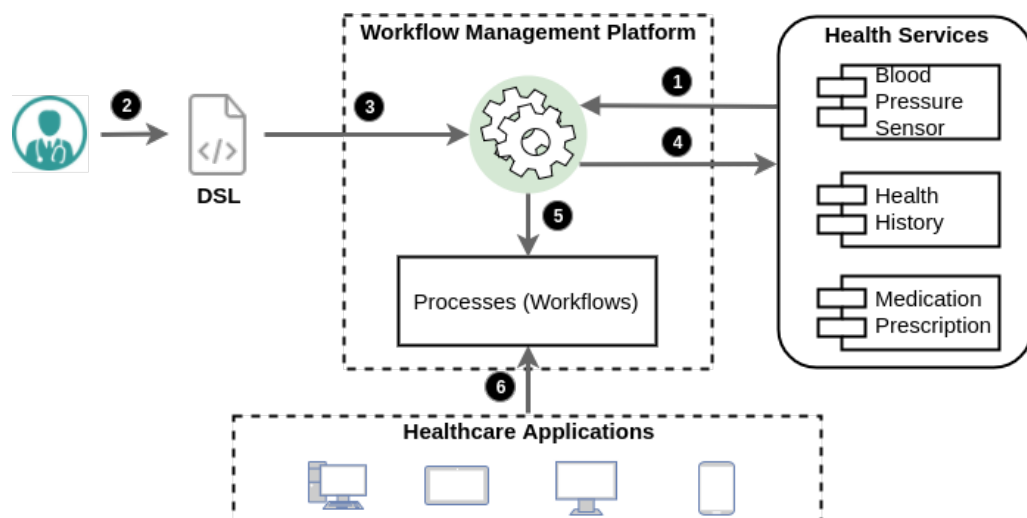 Workflow Management Platform
Health Services
Blood
Pressure
Sensor
1
2
3
</>
DSL
4
Health
History
5
Processes (Workflows)
Medication
Prescription
6
Healthcare Applications